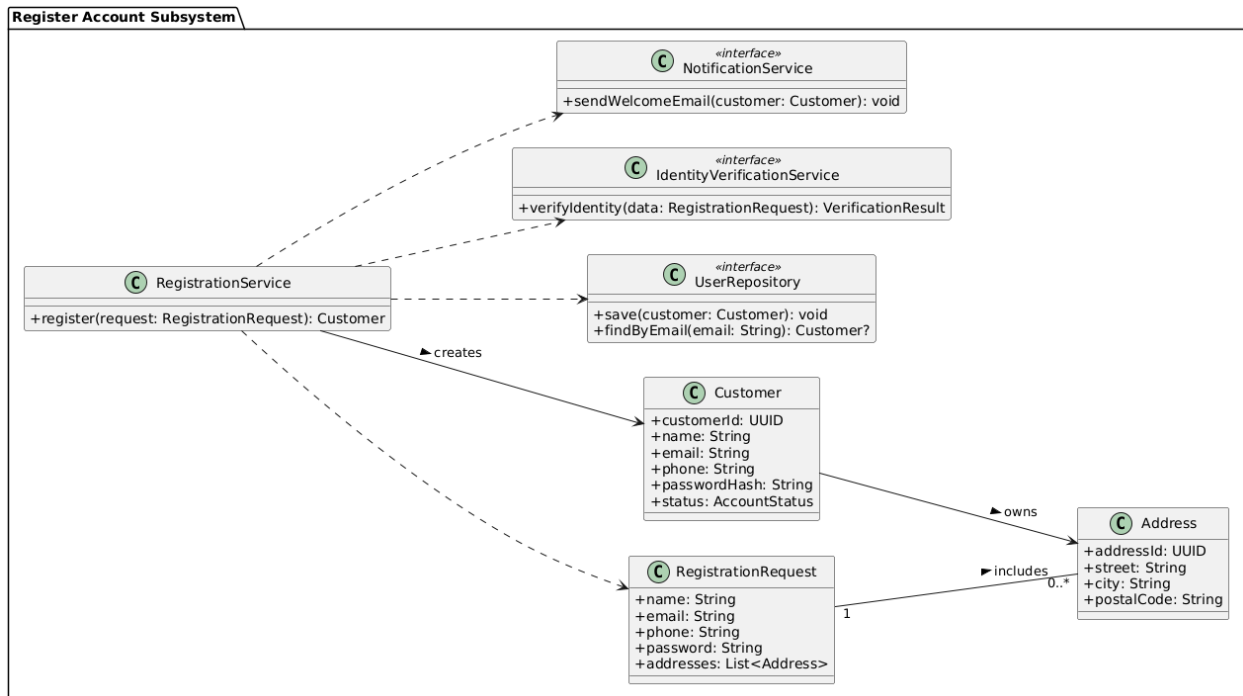 Register Account Subsystem
C
«interface»
NotificationService
+sendWelcomeEmail(customer: Customer): void
C
«interface»
IdentityVerificationService
+verifyIdentity(data: RegistrationRequest): VerificationResult
C RegistrationService
+register(request: RegistrationRequest): Customer
C
«interface»
UserRepository
+save(customer: Customer): void
+findByEmail(email: String): Customer?
creates
C Customer
+customerId: UUID
+name: String
+email: String
+phone: String
+passwordHash: String
+status: AccountStatus
owns
C Address
+addressId: UUID
+street: String
+city: String
+postalCode: String
C RegistrationRequest
+name: String
+email: String
+phone: String
+password: String
+addresses: List<Address>
includes
0..*
1